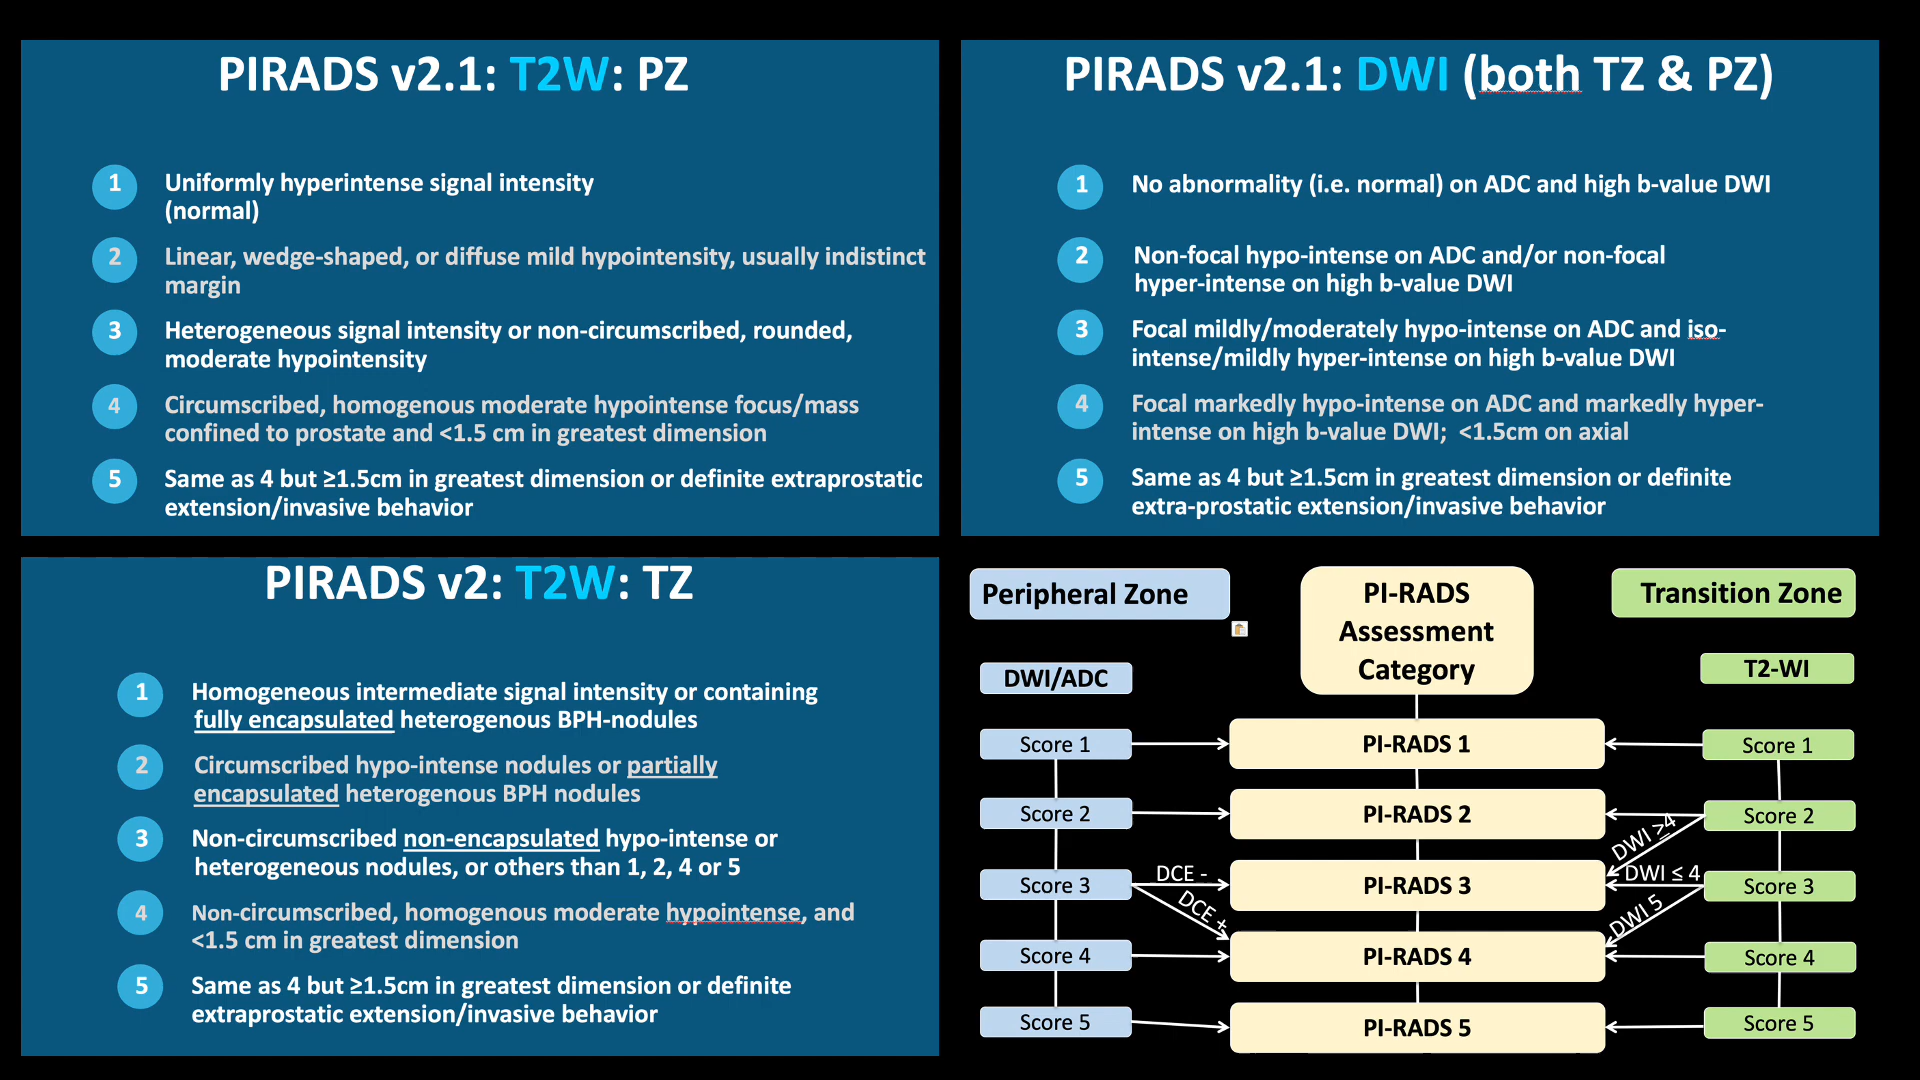 PIRADS v2.1: T2W: PZ
1
Uniformly hyperintense signal intensity
(normal)
2
Linear, wedge-shaped, or diffuse mild hypointensity, usually indistinct
margin
3
Heterogeneous signal intensity or non-circumscribed, rounded,
moderate hypointensity
4
Circumscribed, homogenous moderate hypointense focus/mass
confined to prostate and <1.5 cm in greatest dimension
5
Same as 4 but ≥1.5cm in greatest dimension or definite extraprostatic
extension/invasive behavior
PIRADS v2.1: DWI (both TZ & PZ)
1
No abnormality (i.e. normal) on ADC and high b-value DWI
2
Non-focal hypo-intense on ADC and/or non-focal
hyper-intense on high b-value DWI
3
Focal mildly/moderately hypo-intense on ADC and iso-
intense/mildly hyper-intense on high b-value DWI
4
Focal markedly hypo-intense on ADC and markedly hyper-
intense on high b-value DWI;  <1.5cm on axial
5
Same as 4 but ≥1.5cm in greatest dimension or definite
extra-prostatic extension/invasive behavior
PIRADS v2: T2W: TZ
1
Homogeneous intermediate signal intensity or containing
fully encapsulated heterogenous BPH-nodules
2
Circumscribed hypo-intense nodules or partially
encapsulated heterogenous BPH nodules
3
Non-circumscribed non-encapsulated hypo-intense or
heterogeneous nodules, or others than 1, 2, 4 or 5
4
Non-circumscribed, homogenous moderate hypointense, and
<1.5 cm in greatest dimension
5
Same as 4 but ≥1.5cm in greatest dimension or definite
extraprostatic extension/invasive behavior
Peripheral Zone
PI-RADS
Assessment
Category
Transition Zone
DWI/ADC
T2-WI
Score 1
PI-RADS 1
Score 1
Score 2
PI-RADS 2
Score 2
DWI ≥4
Score 3
DCE -
PI-RADS 3
DWI ≤ 4
Score 3
DCE +
DWI 5
Score 4
PI-RADS 4
Score 4
Score 5
PI-RADS 5
Score 5